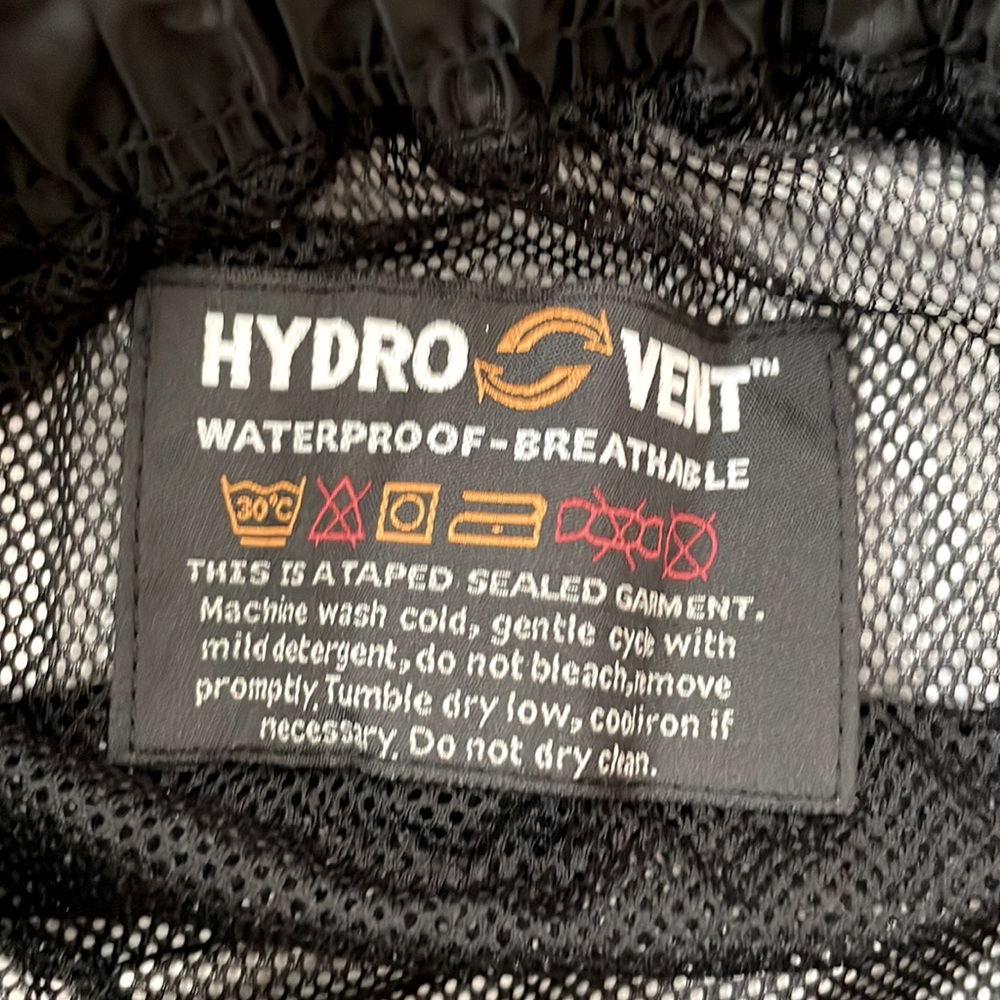 HYDRO VENT™
WATERPROOF-BREATHABLE
30°C
THIS IS A TAPED SEALED GARMENT.
Machine wash cold, gentle cycle with
mild detergent, do not bleach, remove
promptly. Tumble dry low, cool iron if
necessary. Do not dry clean.